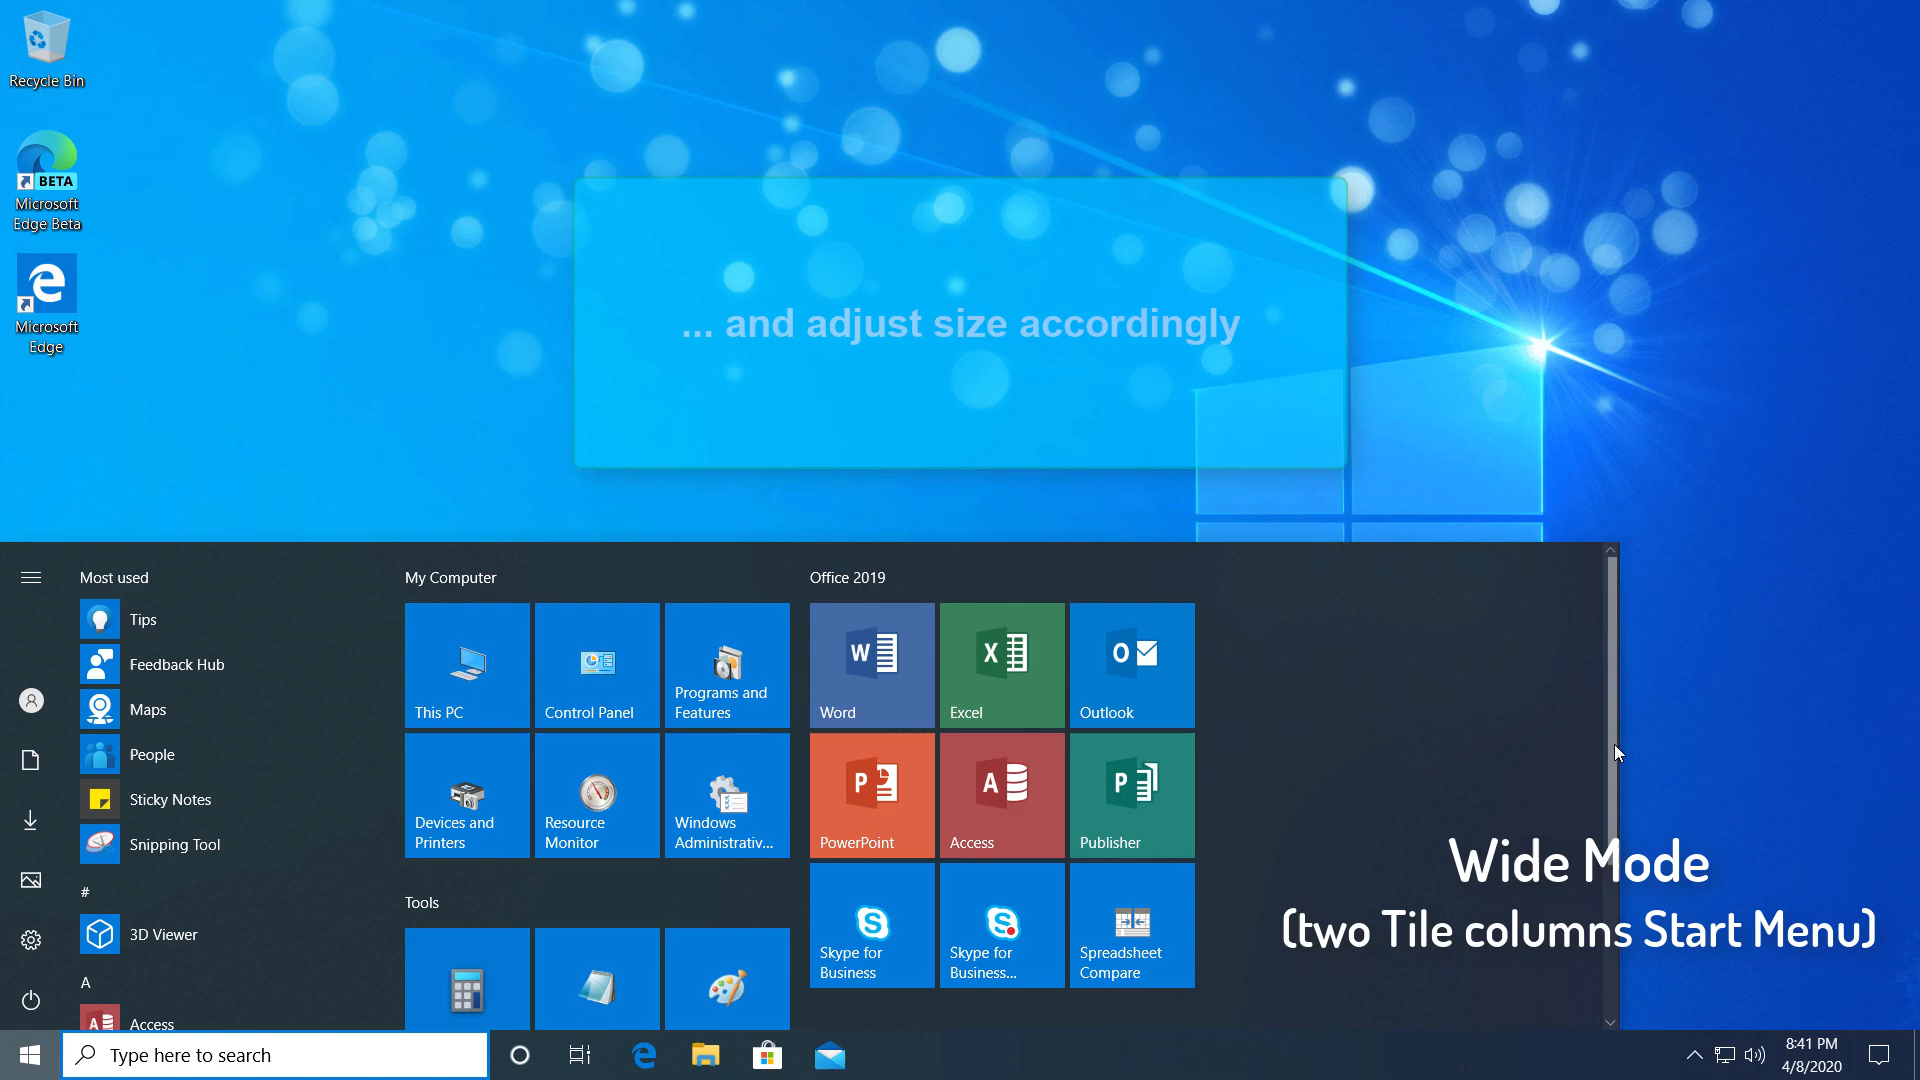 Recycle Bin
BETA
Microsoft
Edge Beta
Microsoft
Edge
... and adjust size accordingly
Most used
Tips
Feedback Hub
Maps
People
Sticky Notes
Snipping Tool
#
3D Viewer
A
Access
My Computer
This PC
Control Panel
Programs and
Features
Devices and
Printers
Resource
Monitor
Windows
Administrativ...
Tools
Office 2019
Word
Excel
Outlook
PowerPoint
Access
Publisher
Skype for
Business
Skype for
Business...
Spreadsheet
Compare
Wide Mode
(two Tile columns Start Menu)
Type here to search
8:41 PM
4/8/2020